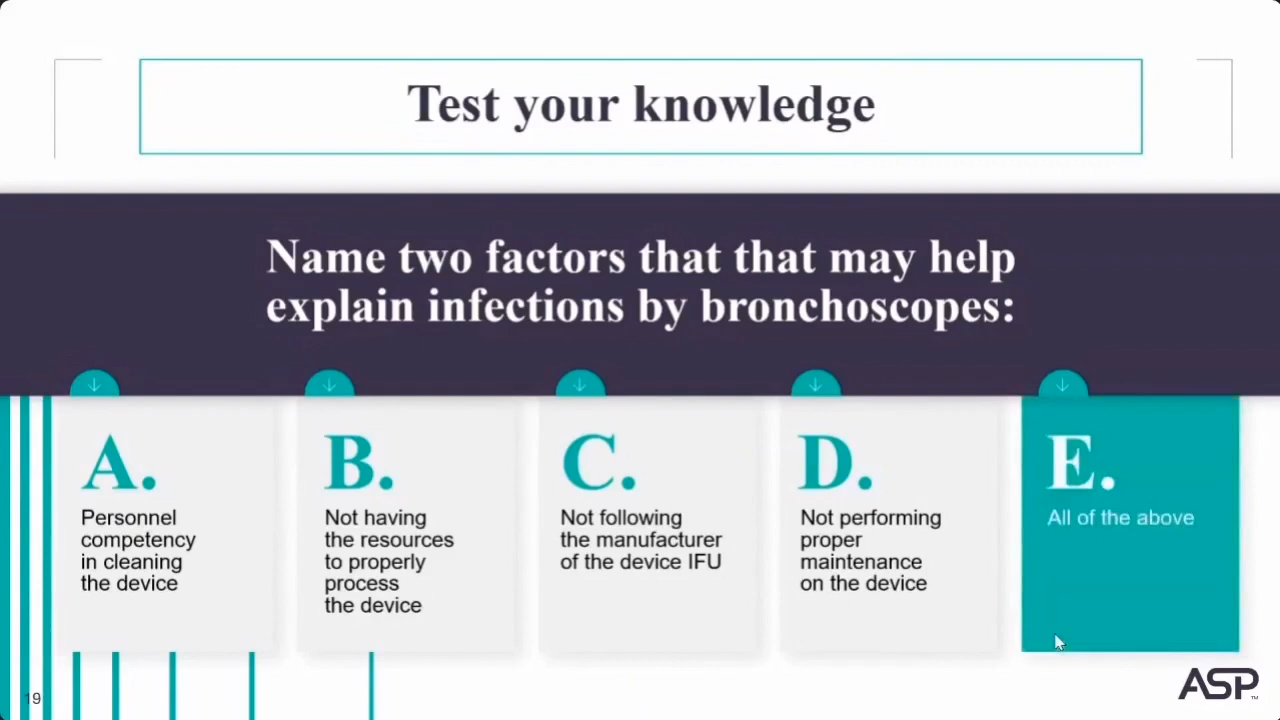 Test your knowledge
Name two factors that that may help
explain infections by bronchoscopes:
A.
Personnel
competency
in cleaning
the device
B.
Not having
the resources
to properly
process
the device
C.
Not following
the manufacturer
of the device IFU
D.
Not performing
proper
maintenance
on the device
E.
All of the above
19
ASP™